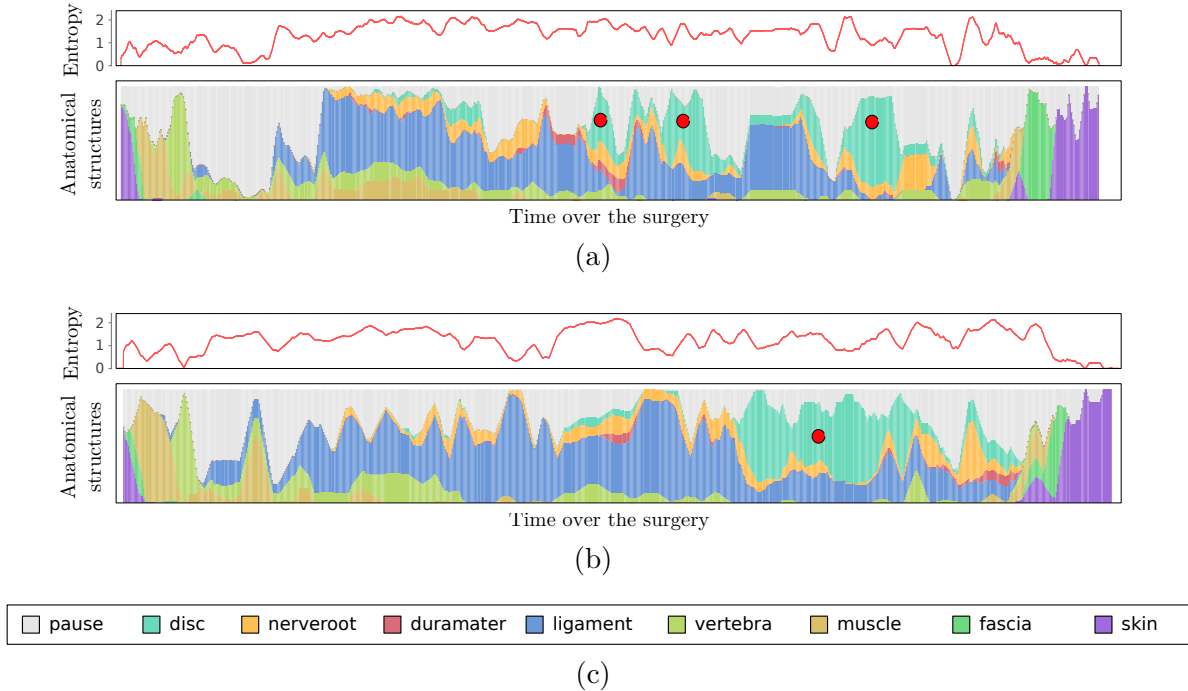 Entropy
2
1
0
Anatomical
structures
Time over the surgery
(a)
Entropy
2
1
0
Anatomical
structures
Time over the surgery
(b)
pause disc nerveroot duramater ligament vertebra muscle fascia skin
(c)